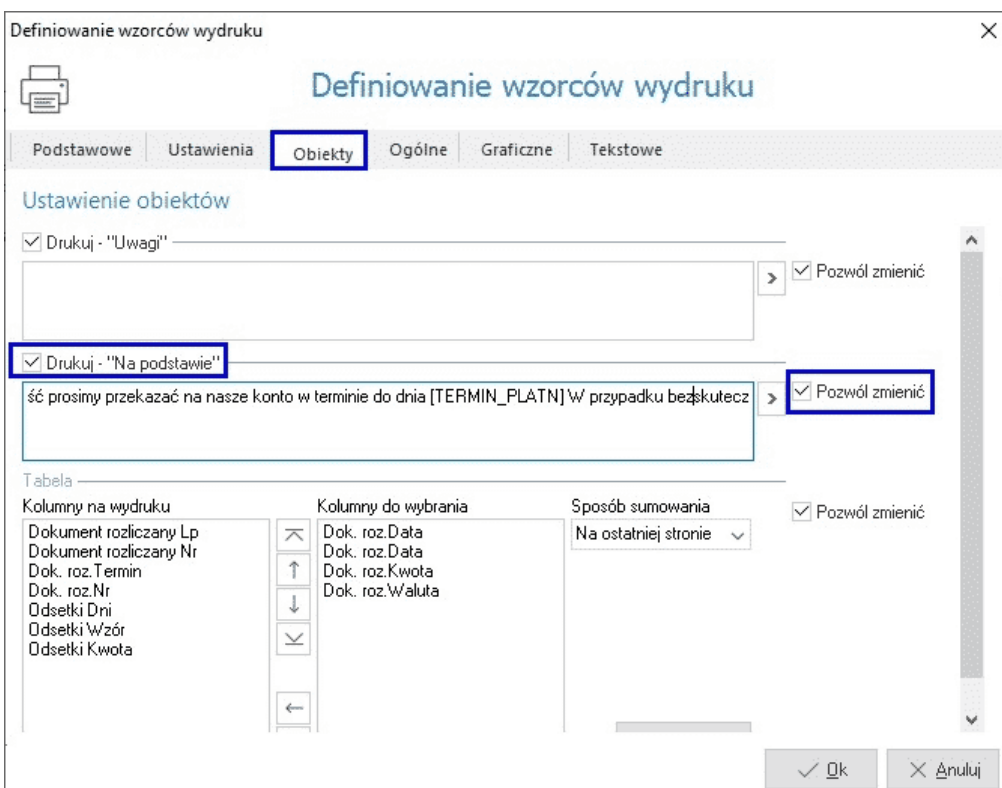 Definiowanie wzorców wydruku
Definiowanie wzorców wydruku
Podstawowe Ustawienia Obiekty Ogólne Graficzne Tekstowe
Ustawienie obiektów
Drukuj - "Uwagi"
Pozwól zmienić
Drukuj - "Na podstawie"
ść prosimy przekazać na nasze konto w terminie do dnia [TERMIN_PLATN] W przypadku bezskutecz
Pozwól zmienić
Tabela
Kolumny na wydruku Kolumny do wybrania Sposób sumowania
Pozwól zmienić
Dokument rozliczany Lp Dok. roz.Data Na ostatniej stronie
Dokument rozliczany Nr Dok. roz.Data
Dok. roz.Termin Dok. roz.Kwota
Dok. roz.Nr Dok. roz.Waluta
Odsetki Dni
Odsetki Wzór
Odsetki Kwota
Ok Anuluj